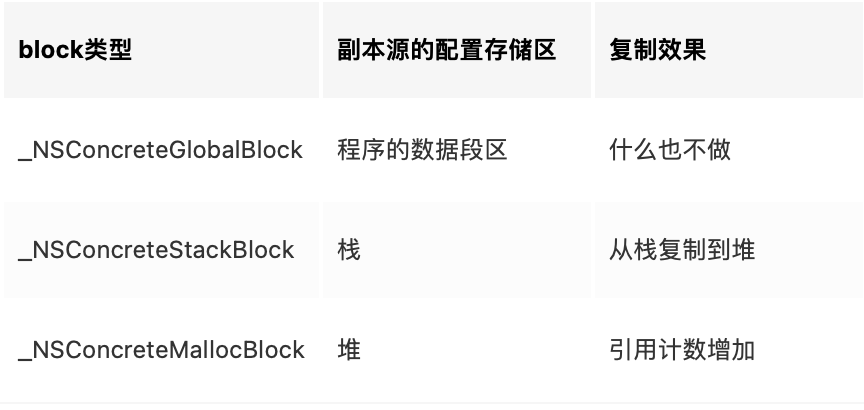 block类型 副本源的配置存储区 复制效果
_NSConcreteGlobalBlock 程序的数据段区 什么也不做
_NSConcreteStackBlock 栈 从栈复制到堆
_NSConcreteMallocBlock 堆 引用计数增加